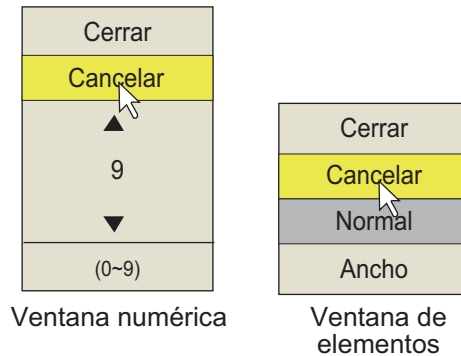 Cerrar
Cancelar
9
(0~9)
Ventana numérica
Cerrar
Cancelar
Normal
Ancho
Ventana de
elementos